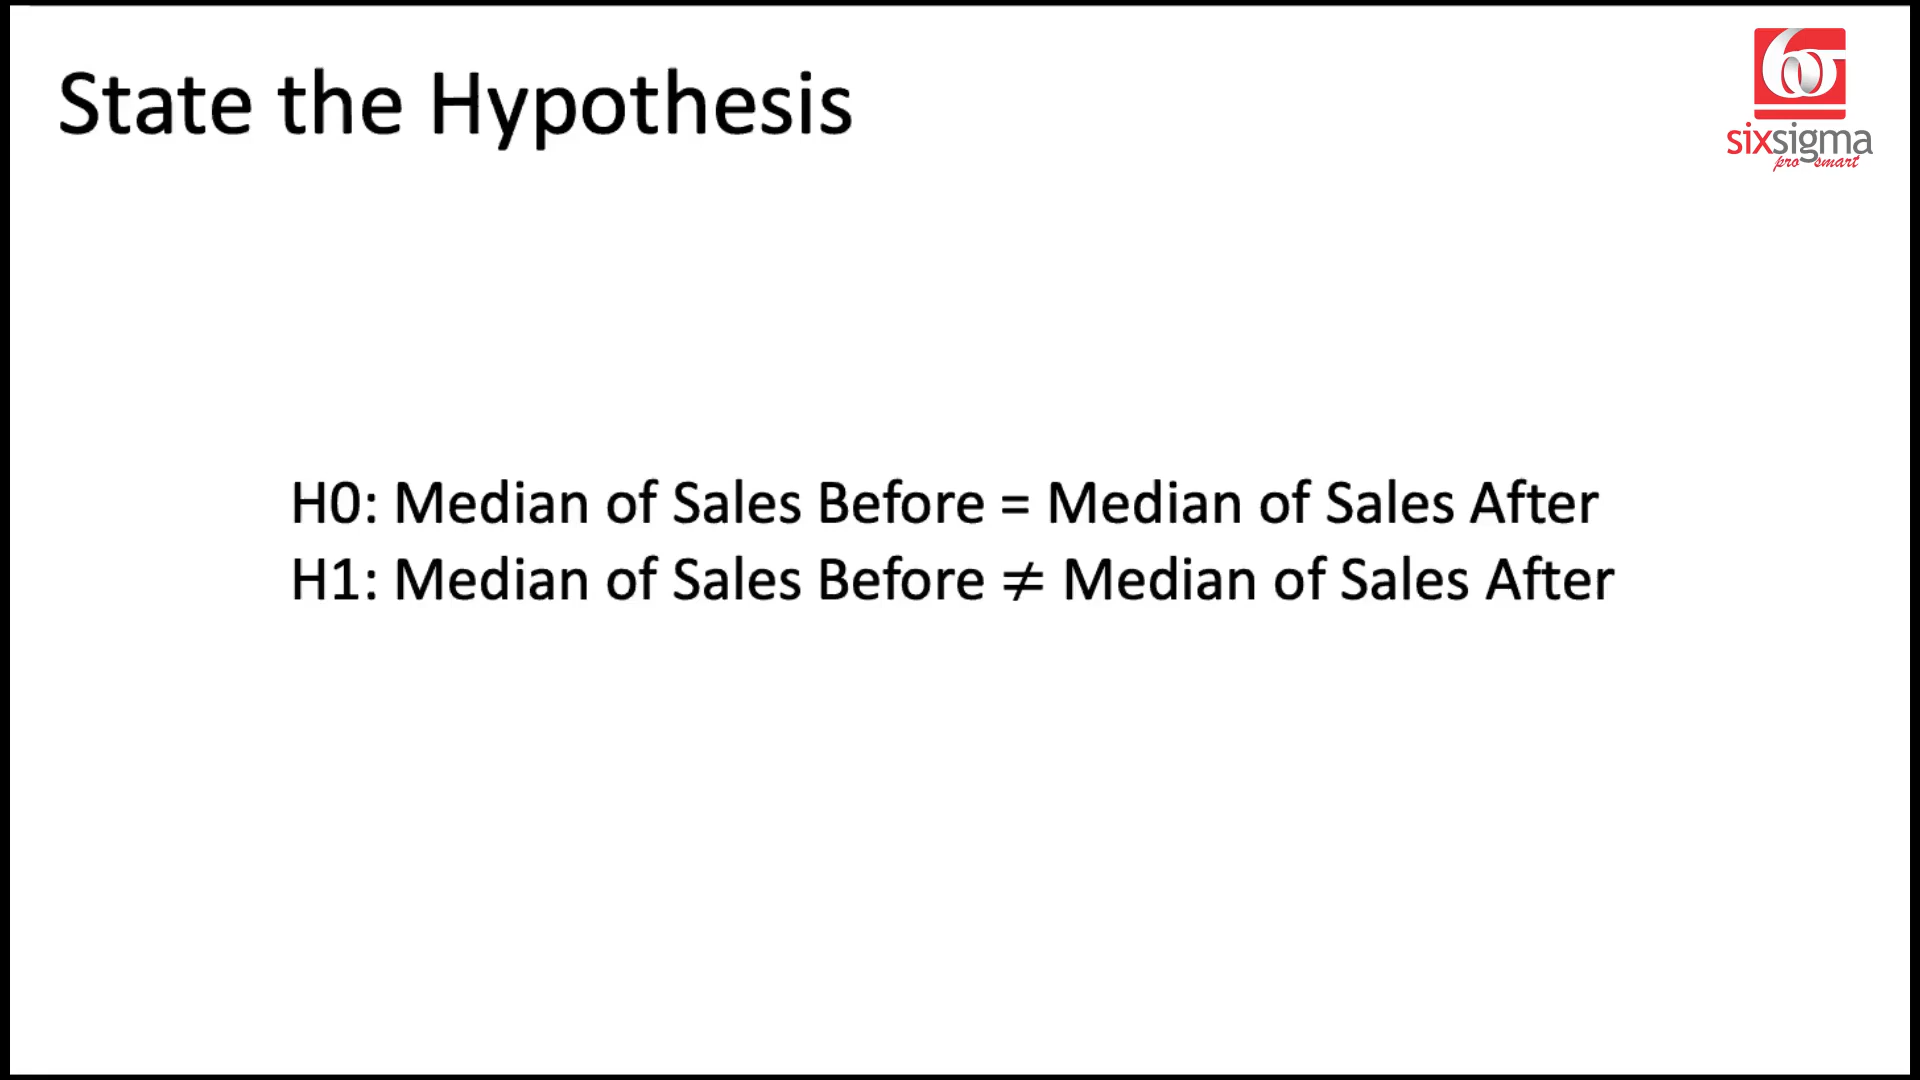 State the Hypothesis
6σ
sixsigma
pro smart
H0: Median of Sales Before = Median of Sales After
H1: Median of Sales Before ≠ Median of Sales After